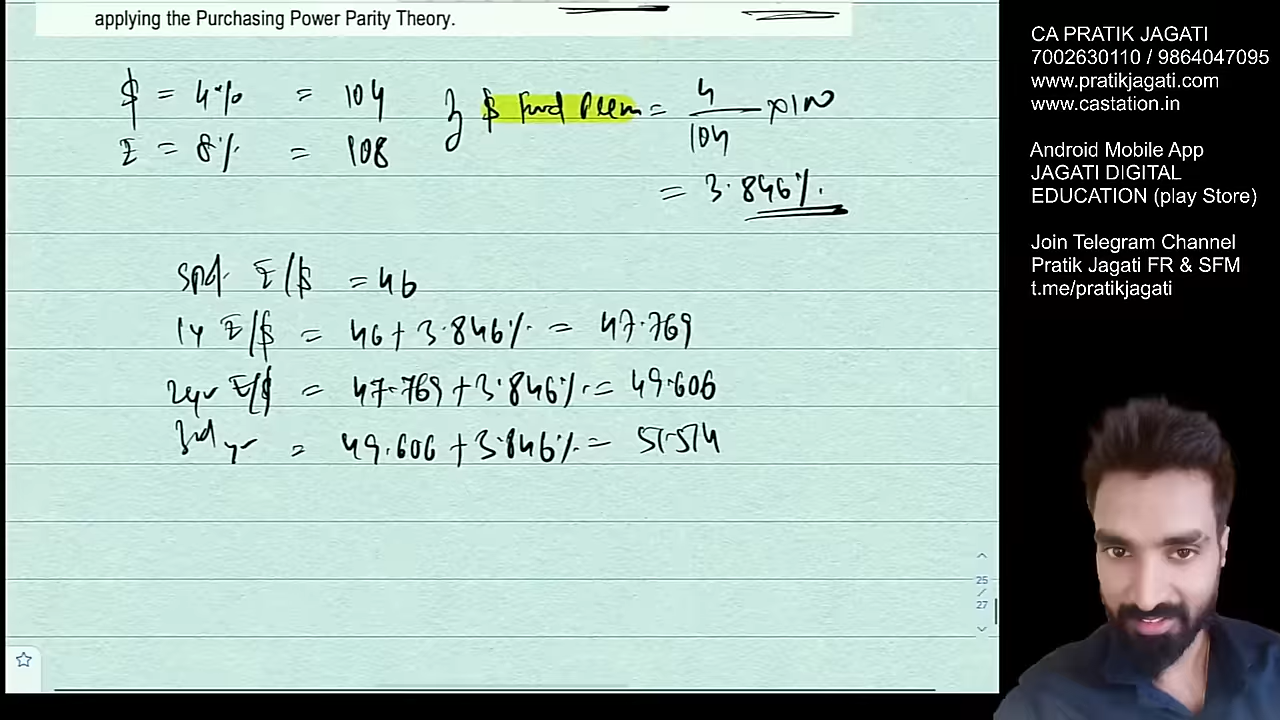 applying the Purchasing Power Parity Theory.
$ = 4% = 104
₹ = 8% = 108
} $ Fwd Prem = 4/104 × 100
= 3.846%.
Spot ₹/$ = 46
1y ₹/$ = 46 + 3.846% = 47.769
2yr ₹/$ = 47.769 + 3.846% = 49.606
3rd yr = 49.606 + 3.846% = 51.514
25
/
27
CA PRATIK JAGATI
7002630110 / 9864047095
www.pratikjagati.com
www.castation.in
Android Mobile App
JAGATI DIGITAL
EDUCATION (play Store)
Join Telegram Channel
Pratik Jagati FR & SFM
t.me/pratikjagati